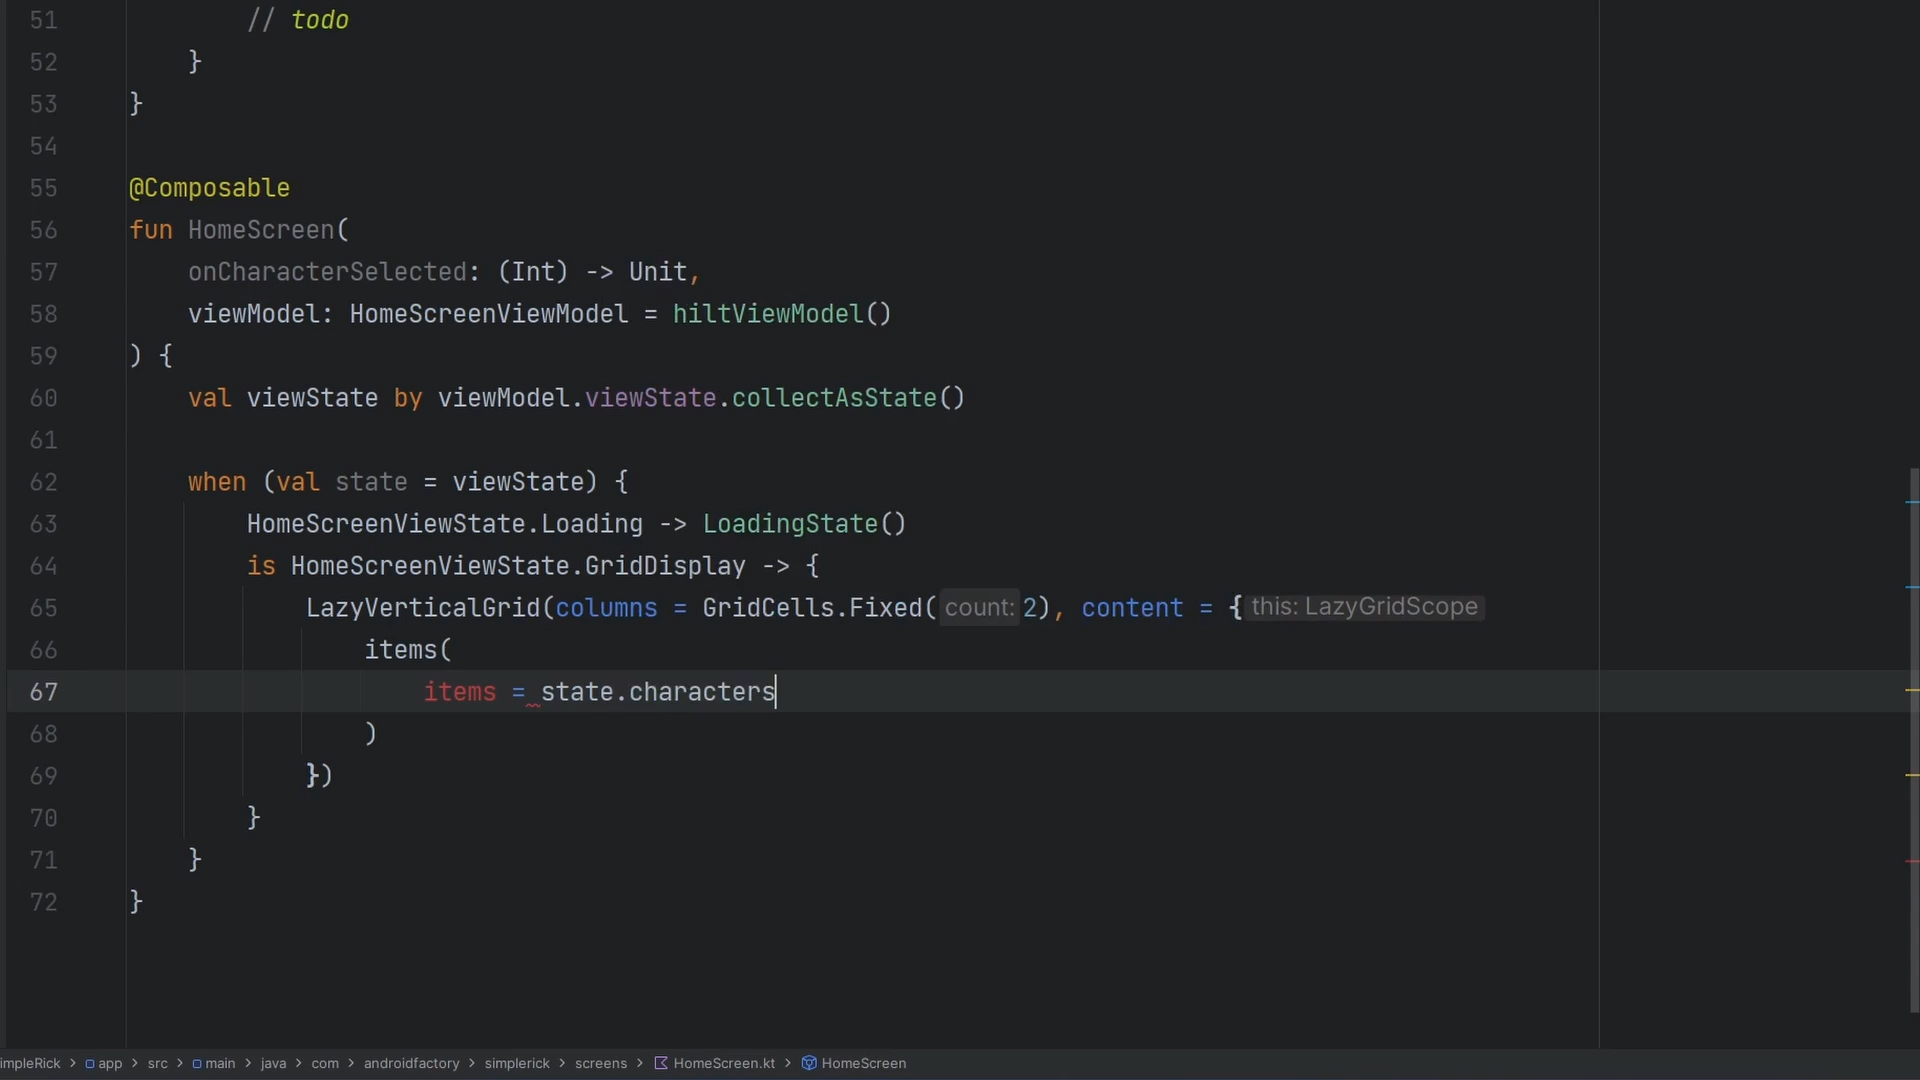 51 // todo
52 }
53 }
54
55 @Composable
56 fun HomeScreen(
57 onCharacterSelected: (Int) -> Unit,
58 viewModel: HomeScreenViewModel = hiltViewModel()
59 ) {
60 val viewState by viewModel.viewState.collectAsState()
61
62 when (val state = viewState) {
63 HomeScreenViewState.Loading -> LoadingState()
64 is HomeScreenViewState.GridDisplay -> {
65 LazyVerticalGrid(columns = GridCells.Fixed( count: 2), content = { this: LazyGridScope
66 items(
67 items = state.characters
68 )
69 })
70 }
71 }
72 }
impleRick > app > src > main > java > com > androidfactory > simplerick > screens > HomeScreen.kt > HomeScreen